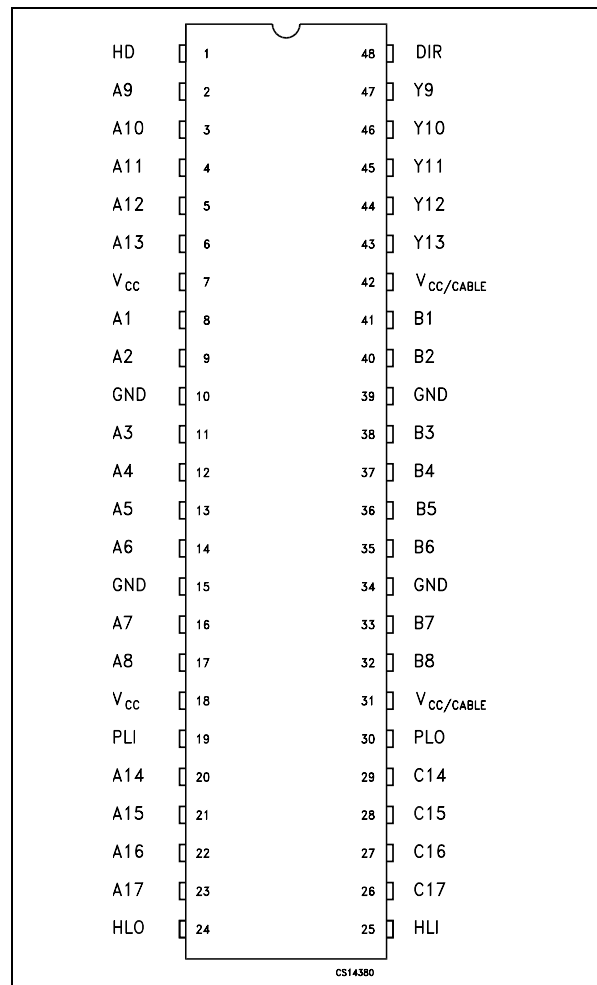 HD 1 48 DIR
A9 2 47 Y9
A10 3 46 Y10
A11 4 45 Y11
A12 5 44 Y12
A13 6 43 Y13
VCC 7 42 VCC/CABLE
A1 8 41 B1
A2 9 40 B2
GND 10 39 GND
A3 11 38 B3
A4 12 37 B4
A5 13 36 B5
A6 14 35 B6
GND 15 34 GND
A7 16 33 B7
A8 17 32 B8
VCC 18 31 VCC/CABLE
PLI 19 30 PLO
A14 20 29 C14
A15 21 28 C15
A16 22 27 C16
A17 23 26 C17
HLO 24 25 HLI
CS14380